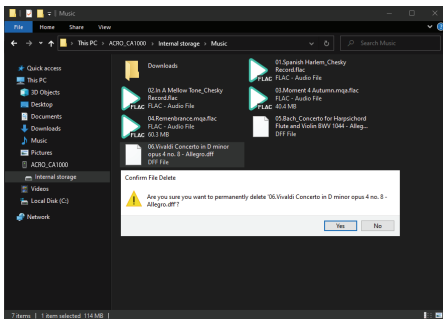 Music
File Home Share View
This PC > ACRO_CA1000 > Internal storage > Music
Search Music
Quick access
This PC
3D Objects
Desktop
Documents
Downloads
Music
Pictures
ACRO_CA1000
Internal storage
Videos
Local Disk (C:)
Network
Downloads
01.Spanish Harlem_Chesky
Record.flac
FLAC - Audio File
FLAC
02.In A Mellow Tone_Chesky
Record.flac
FLAC - Audio File
FLAC
03.Moment 4 Autumn.mqa.flac
FLAC - Audio File
40.4 MB
FLAC
04.Remenbrance.mqa.flac
FLAC - Audio File
60.3 MB
FLAC
05.Bach_Concerto for Harpsichord
Flute and Violin BWV 1044 - Alleg...
DFF File
06.Vivaldi Concerto in D minor
opus 4 no. 8 - Allegro.dff
DFF File
Confirm File Delete
Are you sure you want to permanently delete '06.Vivaldi Concerto in D minor opus 4 no. 8 -
Allegro.dff'?
Yes No
7 items 1 item selected 114 MB